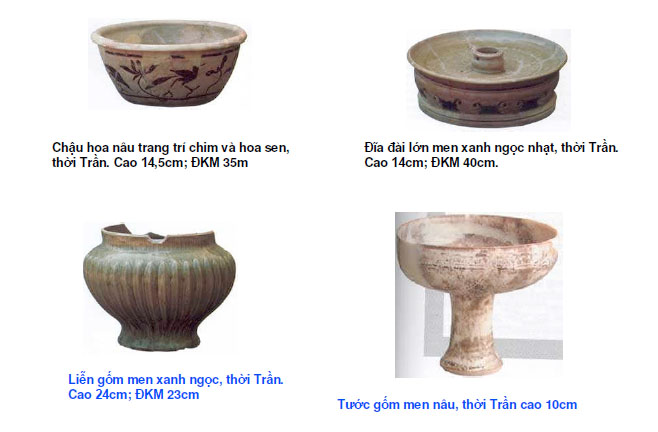 Chậu hoa nâu trang trí chim và hoa sen,
thời Trần. Cao 14,5cm; ĐKM 35m
Đĩa đài lớn men xanh ngọc nhạt, thời Trần.
Cao 14cm; ĐKM 40cm.
Liễn gốm men xanh ngọc, thời Trần.
Cao 24cm; ĐKM 23cm
Tước gốm men nâu, thời Trần cao 10cm